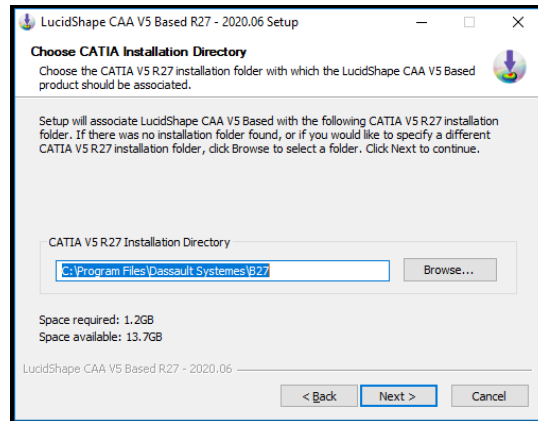 LucidShape CAA V5 Based R27 - 2020.06 Setup
Choose CATIA Installation Directory
Choose the CATIA V5 R27 installation folder with which the LucidShape CAA V5 Based
product should be associated.
Setup will associate LucidShape CAA V5 Based with the following CATIA V5 R27 installation
folder. If there was no installation folder found, or if you would like to specify a different
CATIA V5 R27 installation folder, click Browse to select a folder. Click Next to continue.
CATIA V5 R27 Installation Directory
C:\Program Files\Dassault Systemes\B27
Browse...
Space required: 1.2GB
Space available: 13.7GB
LucidShape CAA V5 Based R27 - 2020.06
< Back Next > Cancel